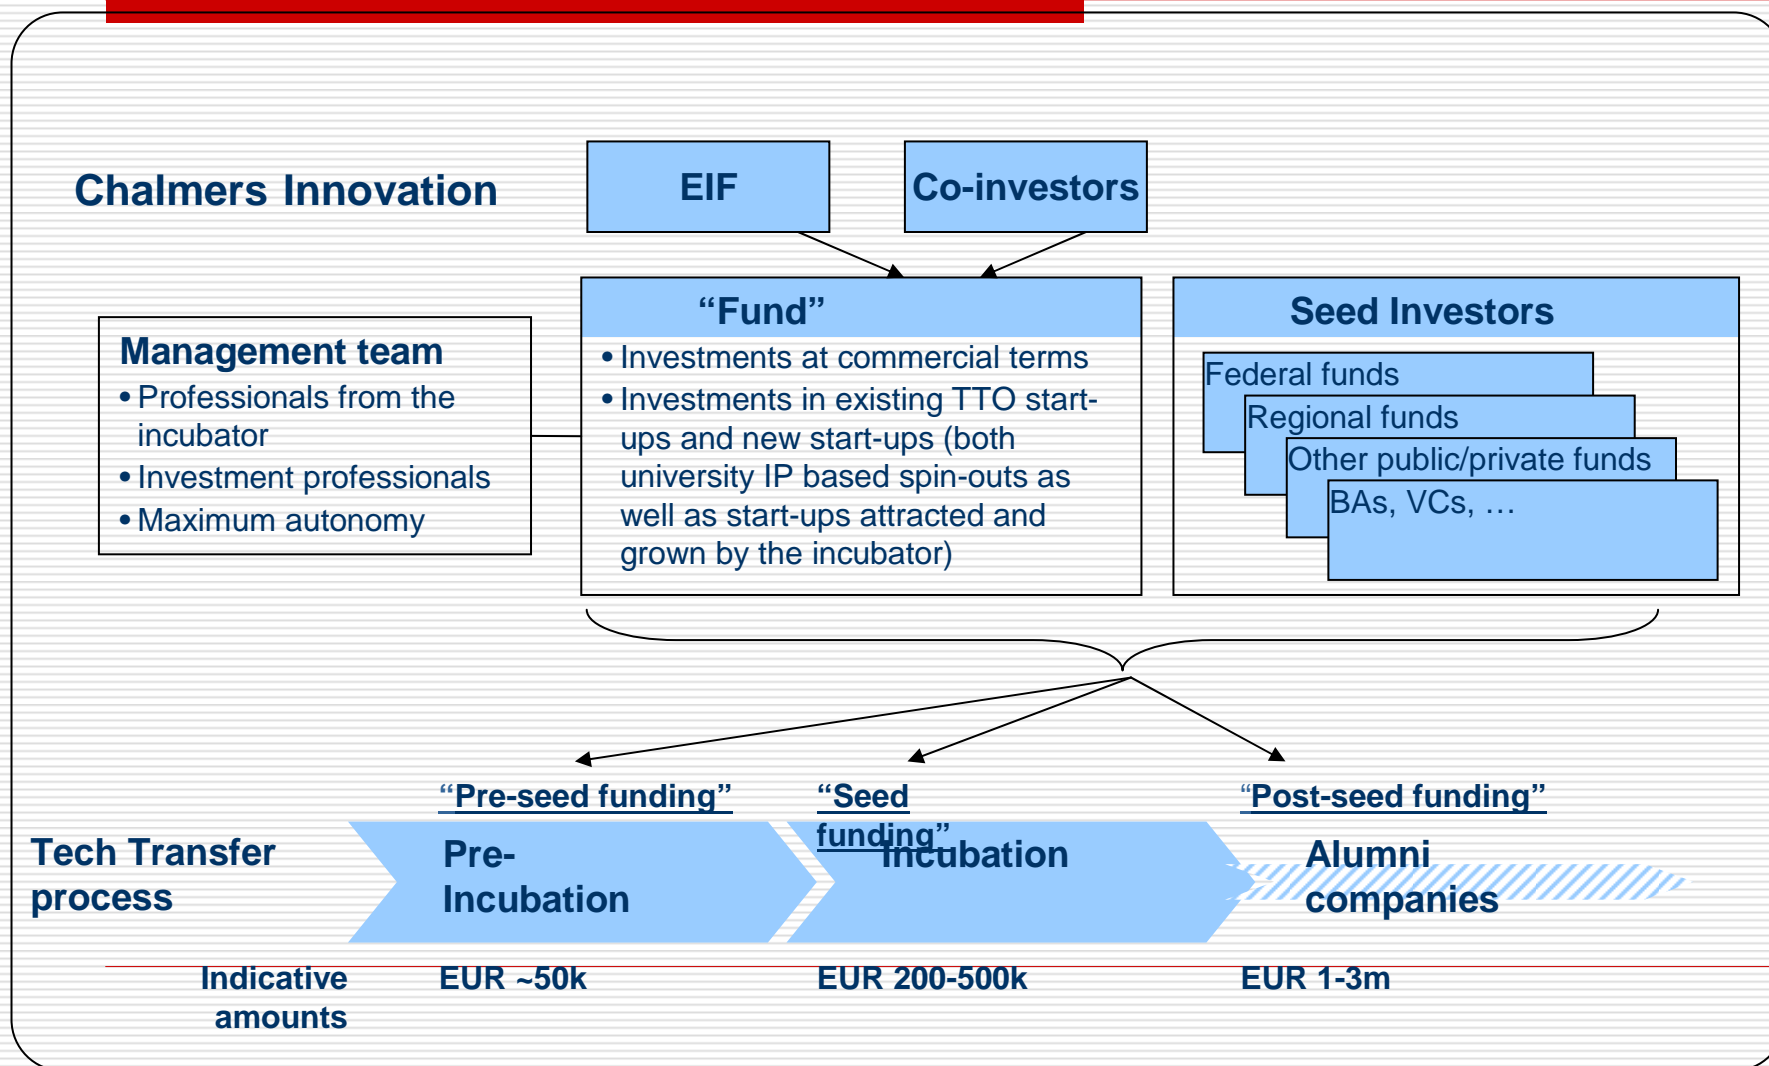 Chalmers Innovation
EIF
Co-investors
“Fund”
• Investments at commercial terms
• Investments in existing TTO start-
ups and new start-ups (both
university IP based spin-outs as
well as start-ups attracted and
grown by the incubator)
Seed Investors
Federal funds
Regional funds
Other public/private funds
BAs, VCs, …
Management team
• Professionals from the
incubator
• Investment professionals
• Maximum autonomy
“Pre-seed funding”
“Seed
funding”
“Post-seed funding”
Tech Transfer
process
Pre-
Incubation
Incubation
Alumni
companies
Indicative
amounts
EUR ~50k
EUR 200-500k
EUR 1-3m